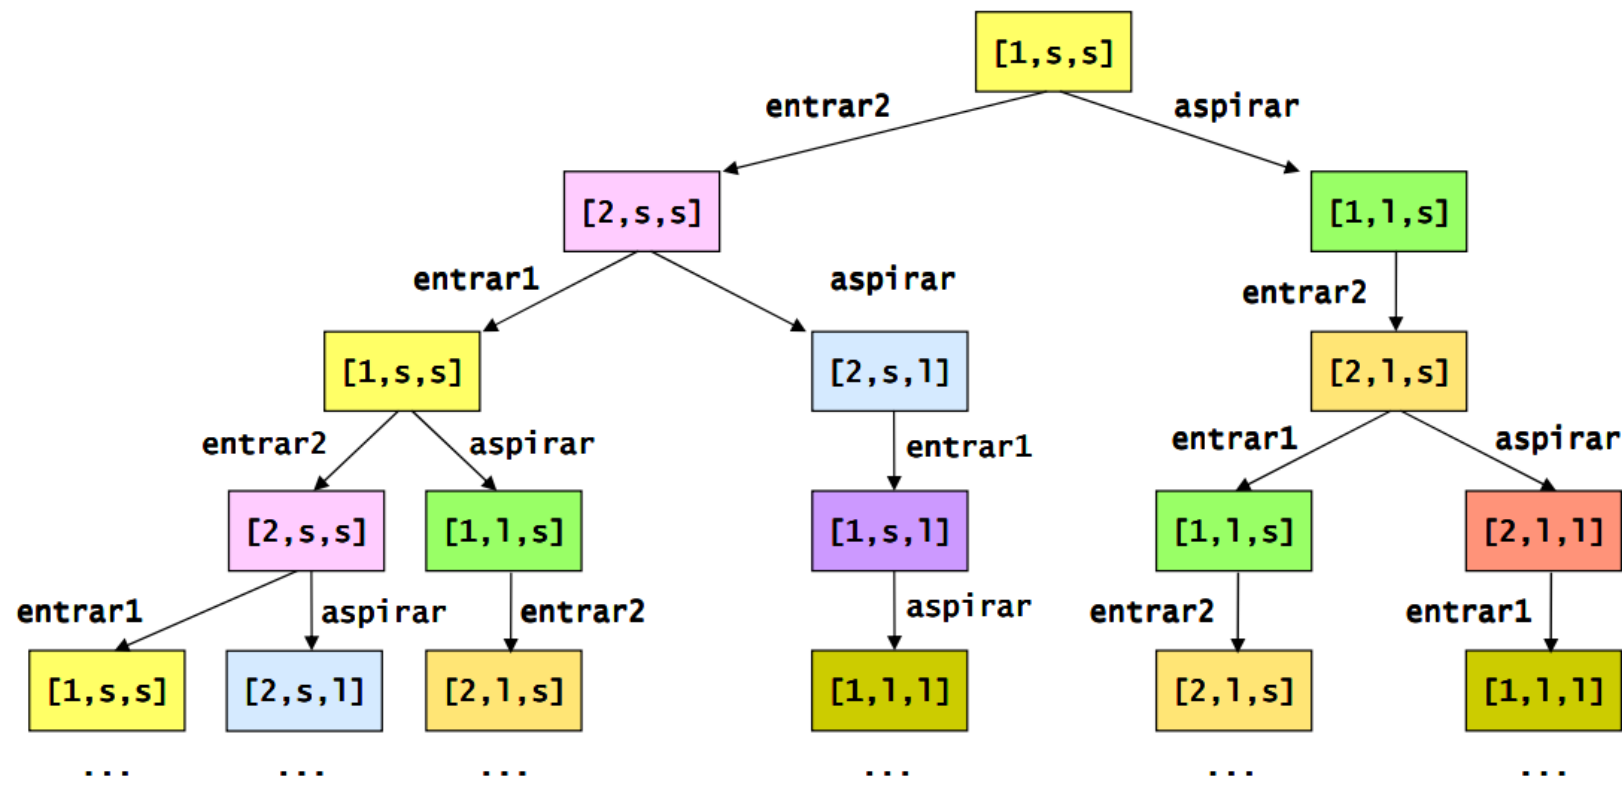 [1,s,s]
entrar2 aspirar
[2,s,s] [1,l,s]
entrar1 aspirar entrar2
[1,s,s] [2,s,l] [2,l,s]
entrar2 aspirar entrar1 entrar1 aspirar
[2,s,s] [1,l,s] [1,s,l] [1,l,s] [2,l,l]
entrar1 aspirar entrar2 aspirar entrar2 entrar1
[1,s,s] [2,s,l] [2,l,s] [1,l,l] [2,l,s] [1,l,l]
... ... ... ... ... ...